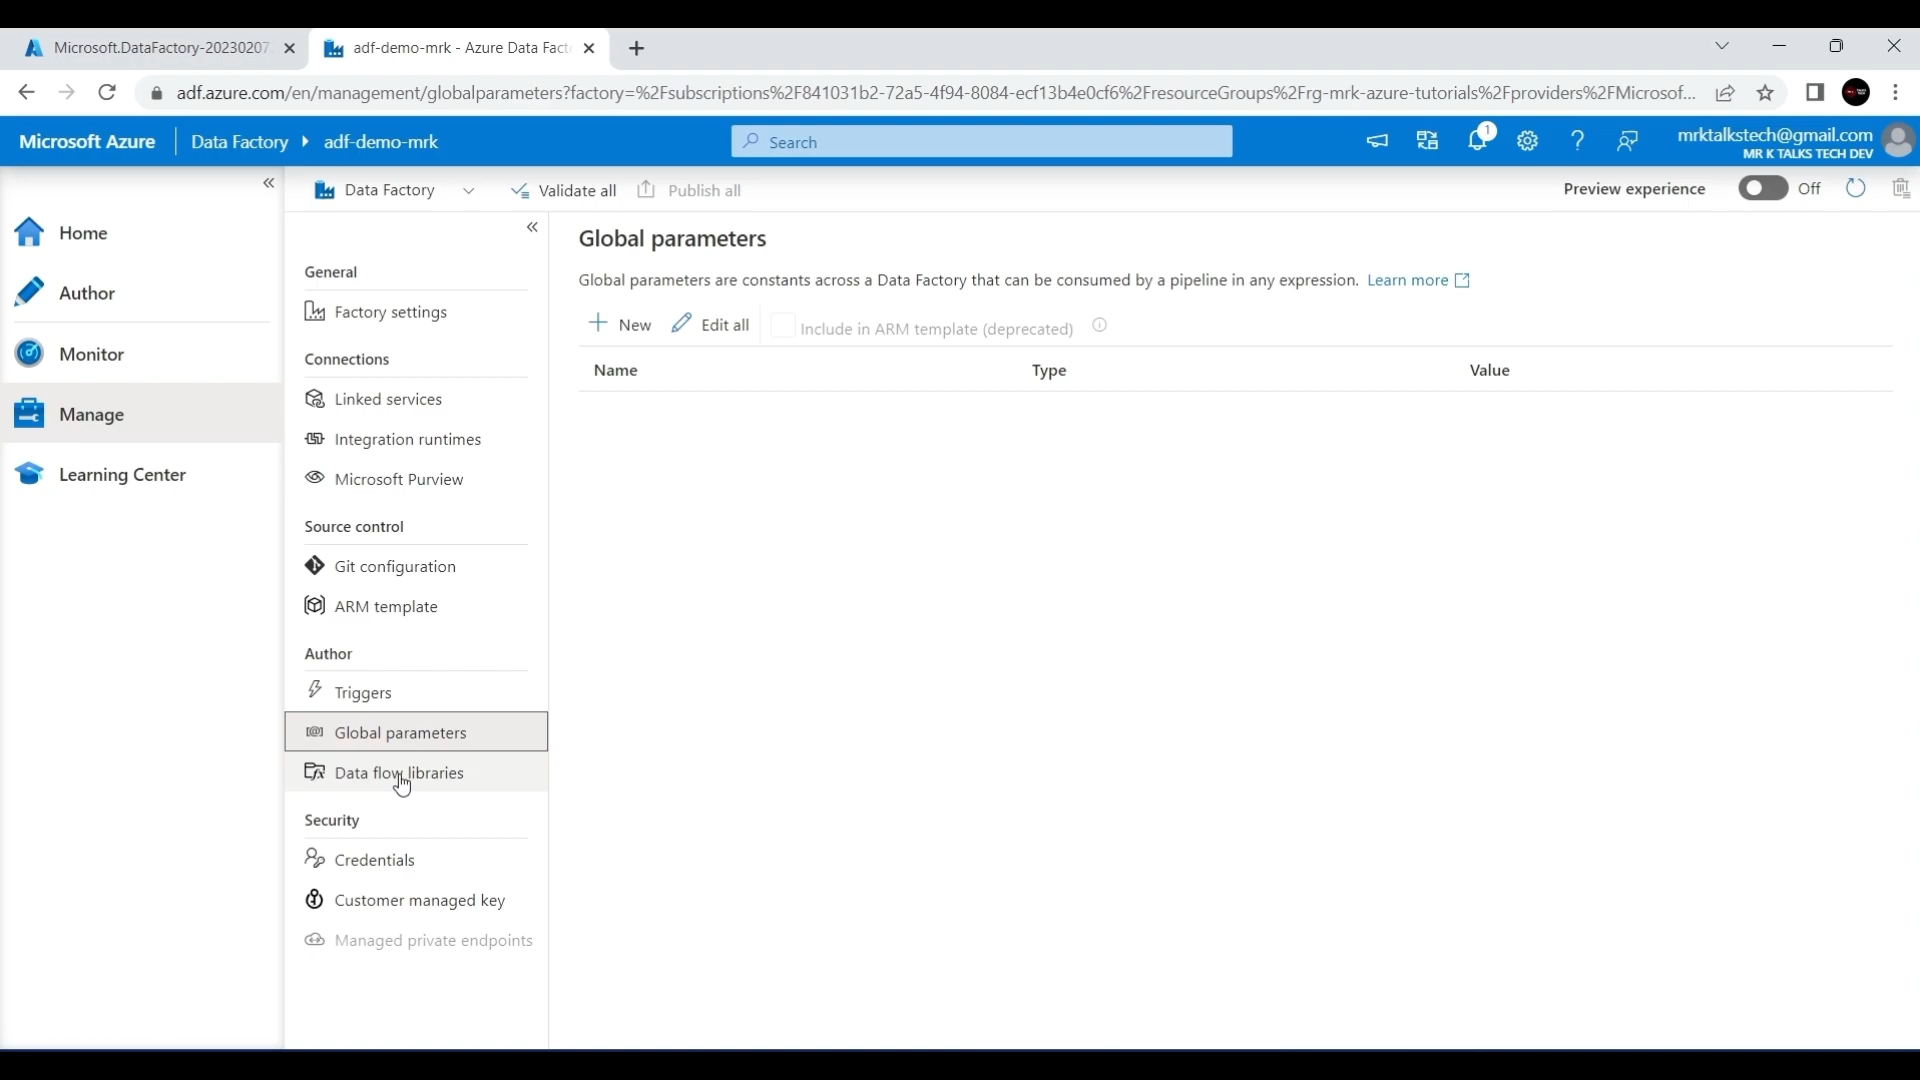 Microsoft.DataFactory-20230207
adf-demo-mrk - Azure Data Fact
adf.azure.com/en/management/globalparameters?factory=%2Fsubscriptions%2F841031b2-72a5-4f94-8084-ecf13b4e0cf6%2FresourceGroups%2Frg-mrk-azure-tutorials%2Fproviders%2FMicrosof...
Microsoft Azure
Data Factory
adf-demo-mrk
Search
1
mrktalkstech@gmail.com
MR K TALKS TECH DEV
Data Factory
Validate all
Publish all
Preview experience
Off
Home
Author
Monitor
Manage
Learning Center
General
Factory settings
Connections
Linked services
Integration runtimes
Microsoft Purview
Source control
Git configuration
ARM template
Author
Triggers
Global parameters
Data flow libraries
Security
Credentials
Customer managed key
Managed private endpoints
Global parameters
Global parameters are constants across a Data Factory that can be consumed by a pipeline in any expression. Learn more
New
Edit all
Include in ARM template (deprecated)
Name Type Value